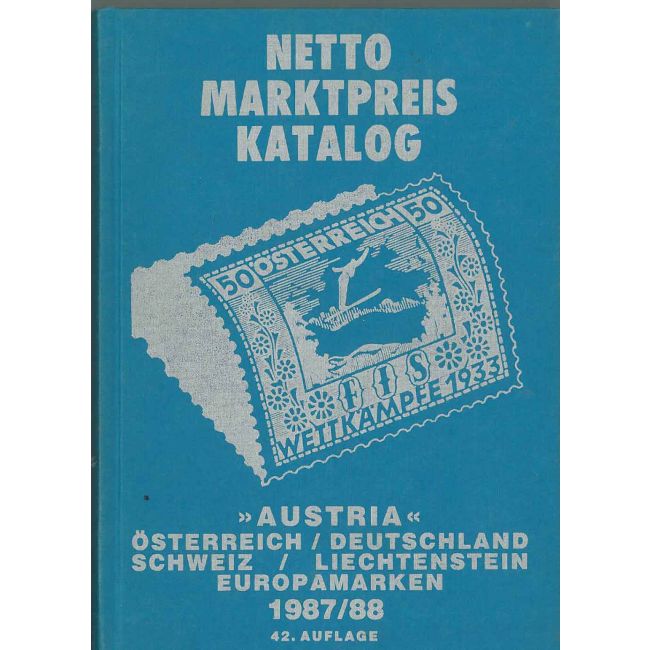 NETTO
MARKTPREIS
KATALOG
50 ÖSTERREICH 50
FIS
WETTKÄMPFE 1933
»AUSTRIA«
ÖSTERREICH / DEUTSCHLAND
SCHWEIZ / LIECHTENSTEIN
EUROPAMARKEN
1987/88
42. AUFLAGE